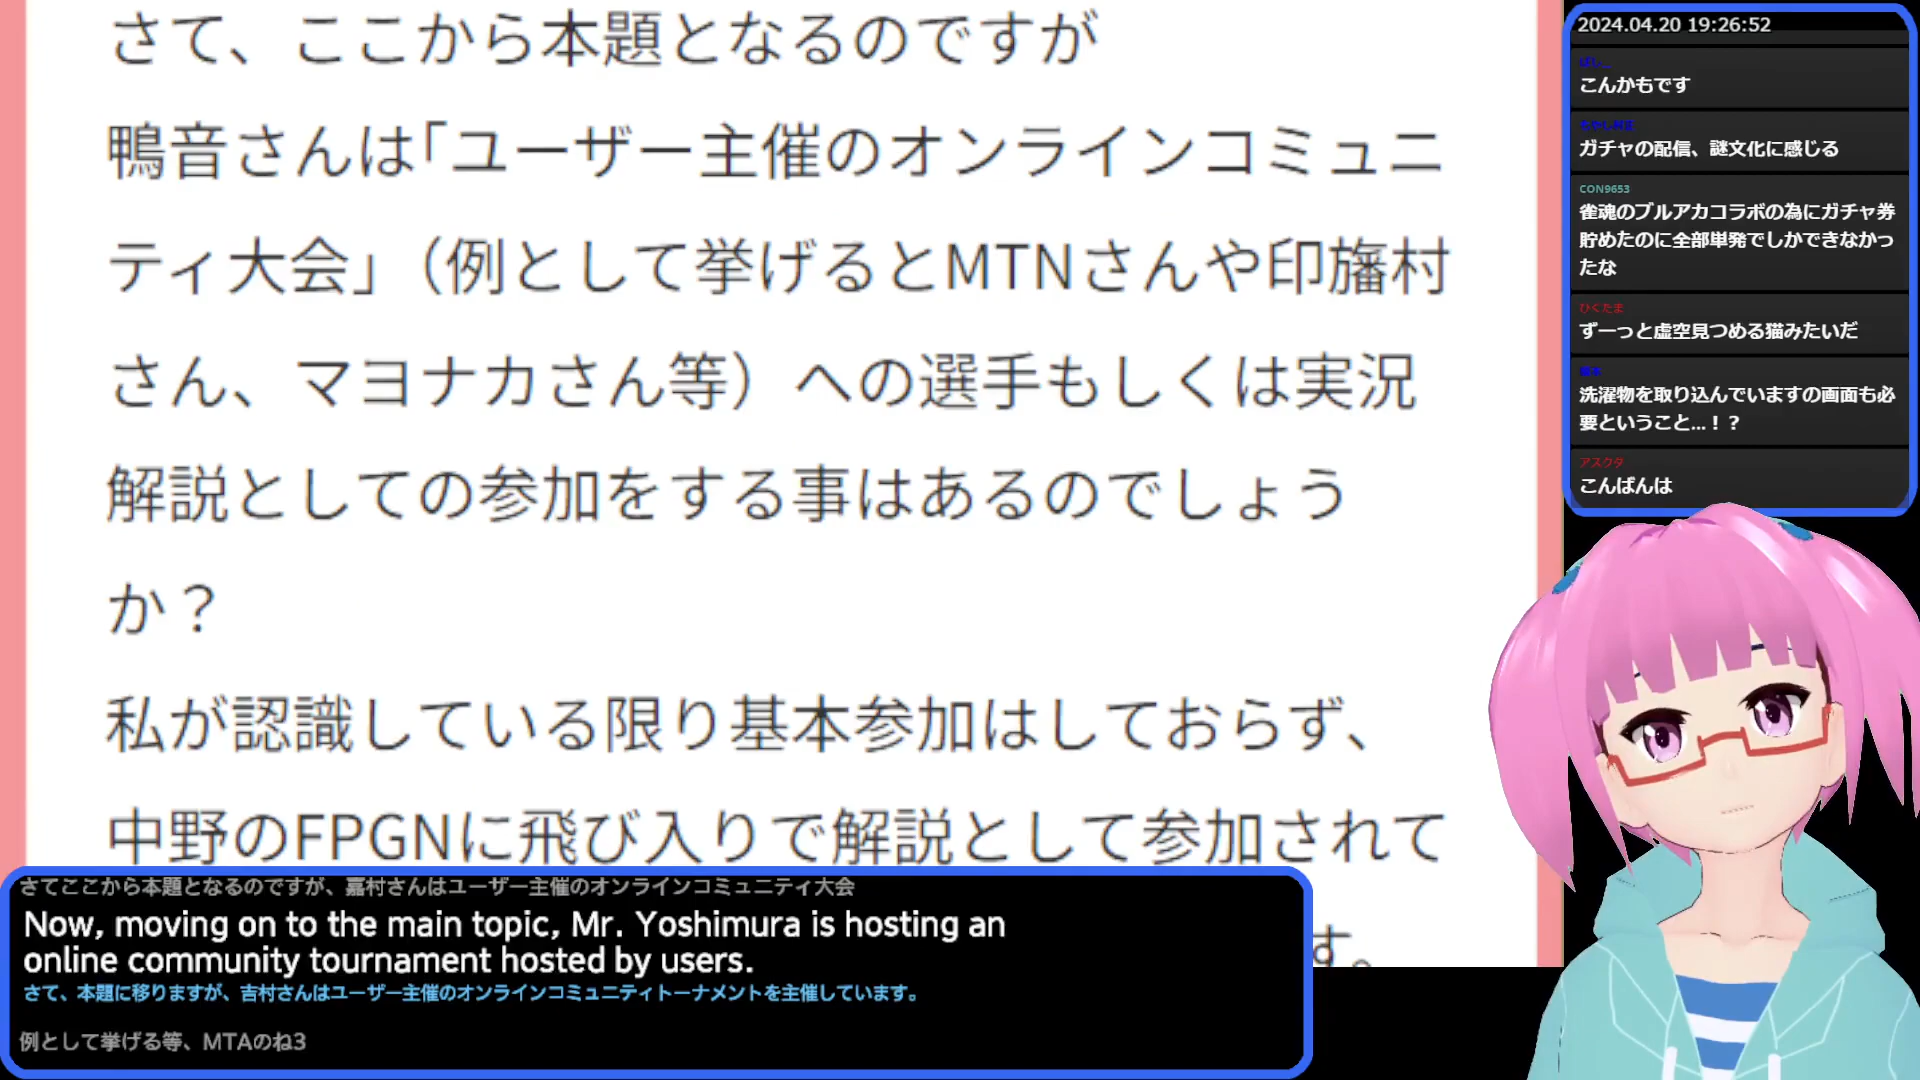 さて、ここから本題となるのですが
鴨音さんは「ユーザー主催のオンラインコミュニ
ティ大会」（例として挙げるとMTNさんや印旛村
さん、マヨナカさん等）への選手もしくは実況
解説としての参加をする事はあるのでしょう
か？
私が認識している限り基本参加はしておらず、
中野のFPGNに飛び入りで解説として参加されて
す。
さてここから本題となるのですが、嘉村さんはユーザー主催のオンラインコミュニティ大会
Now, moving on to the main topic, Mr. Yoshimura is hosting an
online community tournament hosted by users.
さて、本題に移りますが、吉村さんはユーザー主催のオンラインコミュニティトーナメントを主催しています。
例として挙げる等、MTAのね3
2024.04.20 19:26:52
こんかもです
ガチャの配信、謎文化に感じる
CON9653
雀魂のブルアカコラボの為にガチャ券
貯めたのに全部単発でしかできなかっ
たな
ひぐたま
ずーっと虚空見つめる猫みたいだ
洗濯物を取り込んでいますの画面も必
要ということ...！？
アスクタ
こんばんは